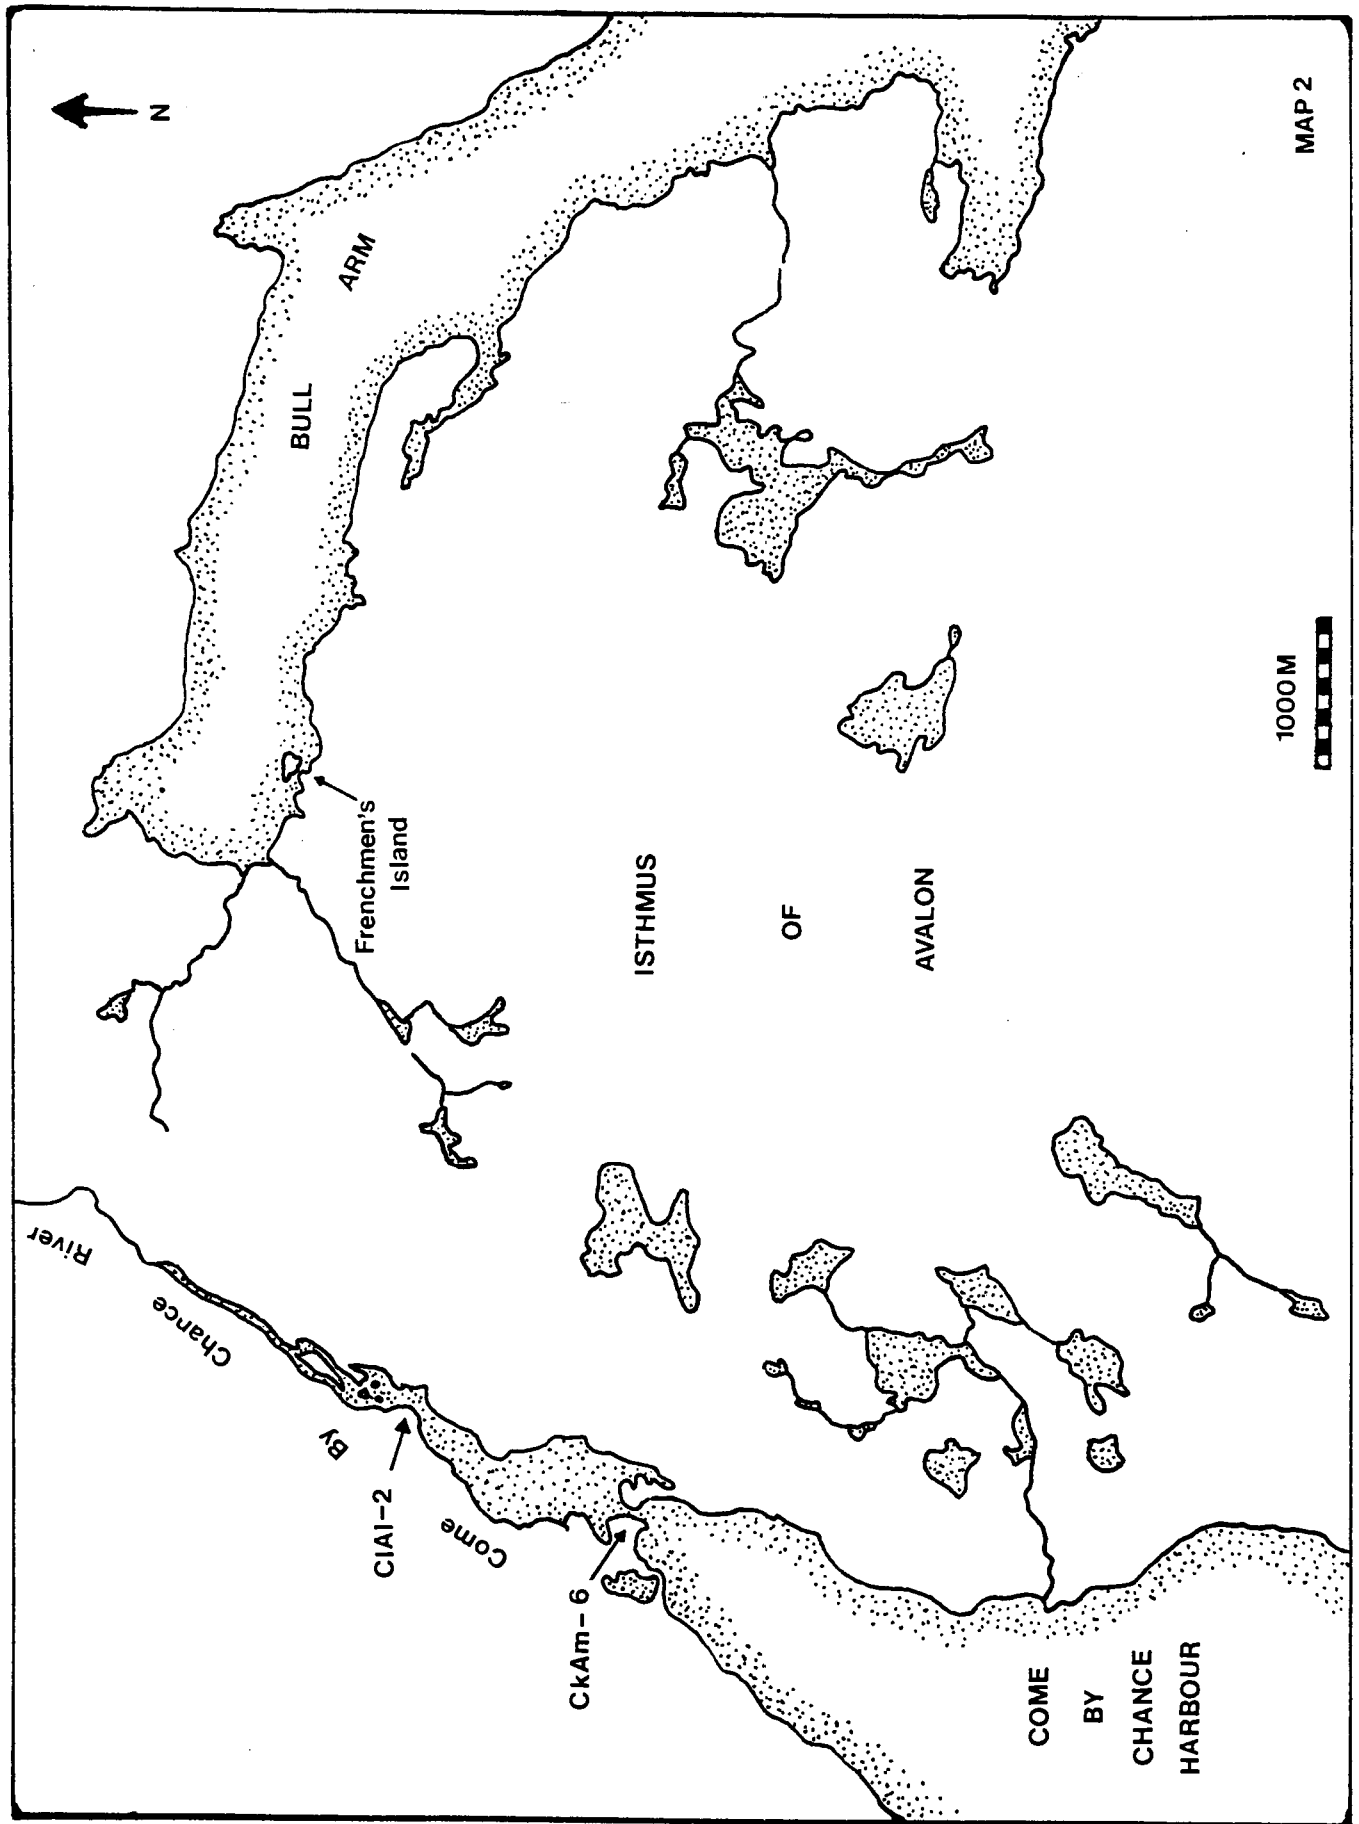 N
BULL ARM
Frenchmen's
Island
ISTHMUS
OF
AVALON
Come By Chance River
ClAl-2
CkAm-6
COME
BY
CHANCE
HARBOUR
1000 M
MAP 2